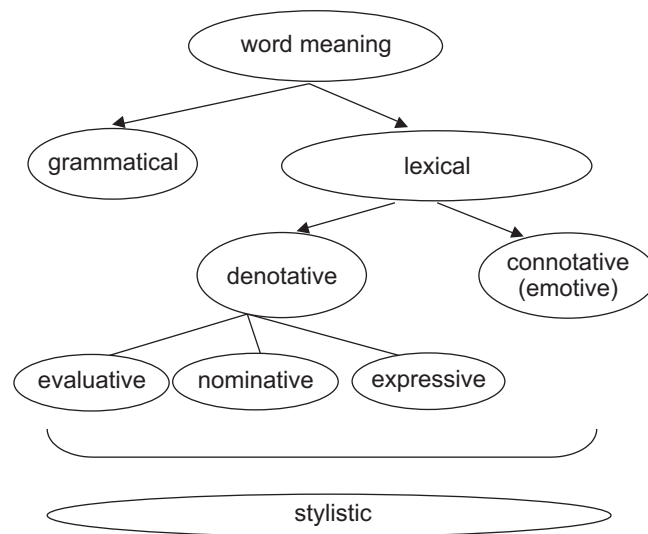 word meaning
grammatical
lexical
denotative
connotative
(emotive)
evaluative
nominative
expressive
stylistic